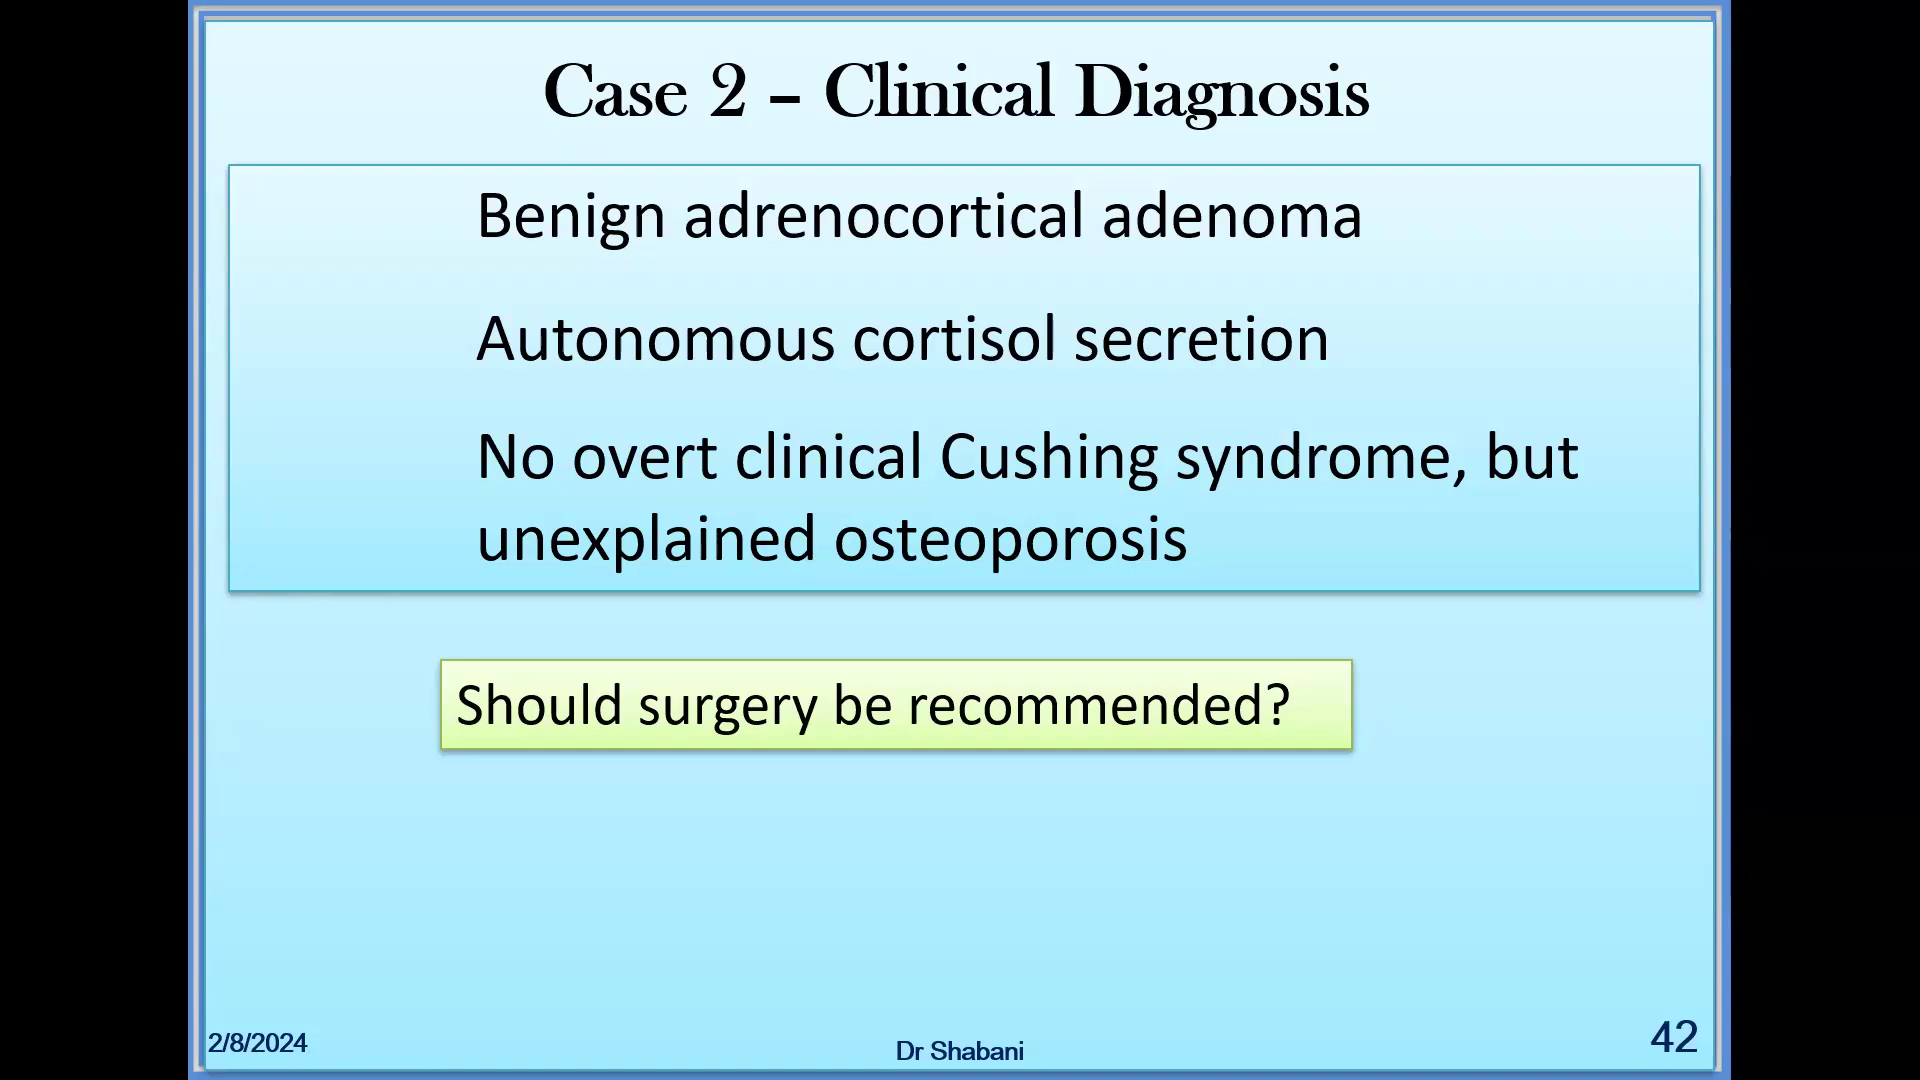 Case 2 – Clinical Diagnosis
Benign adrenocortical adenoma
Autonomous cortisol secretion
No overt clinical Cushing syndrome, but
unexplained osteoporosis
Should surgery be recommended?
2/8/2024
Dr Shabani
42